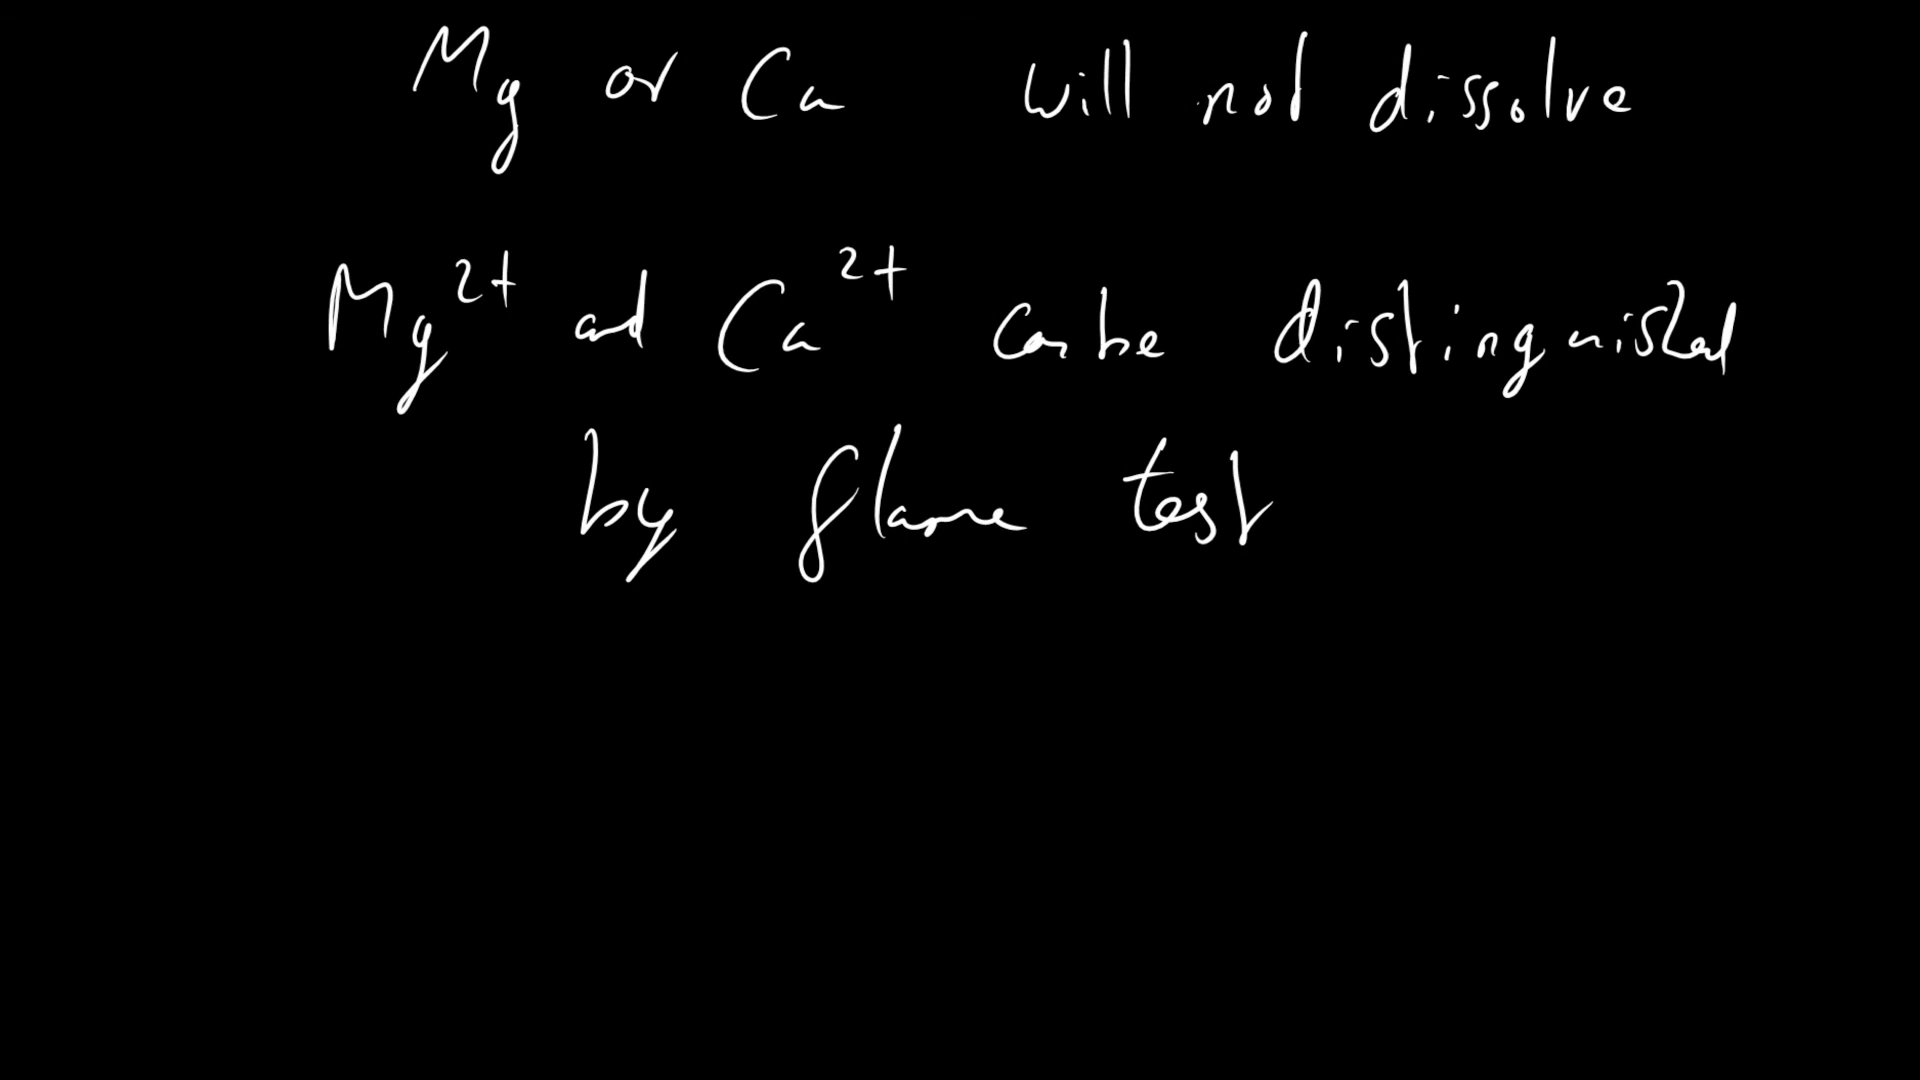 Mg or Ca will not dissolve
Mg²⁺ and Ca²⁺ can be distinguished
by flame test